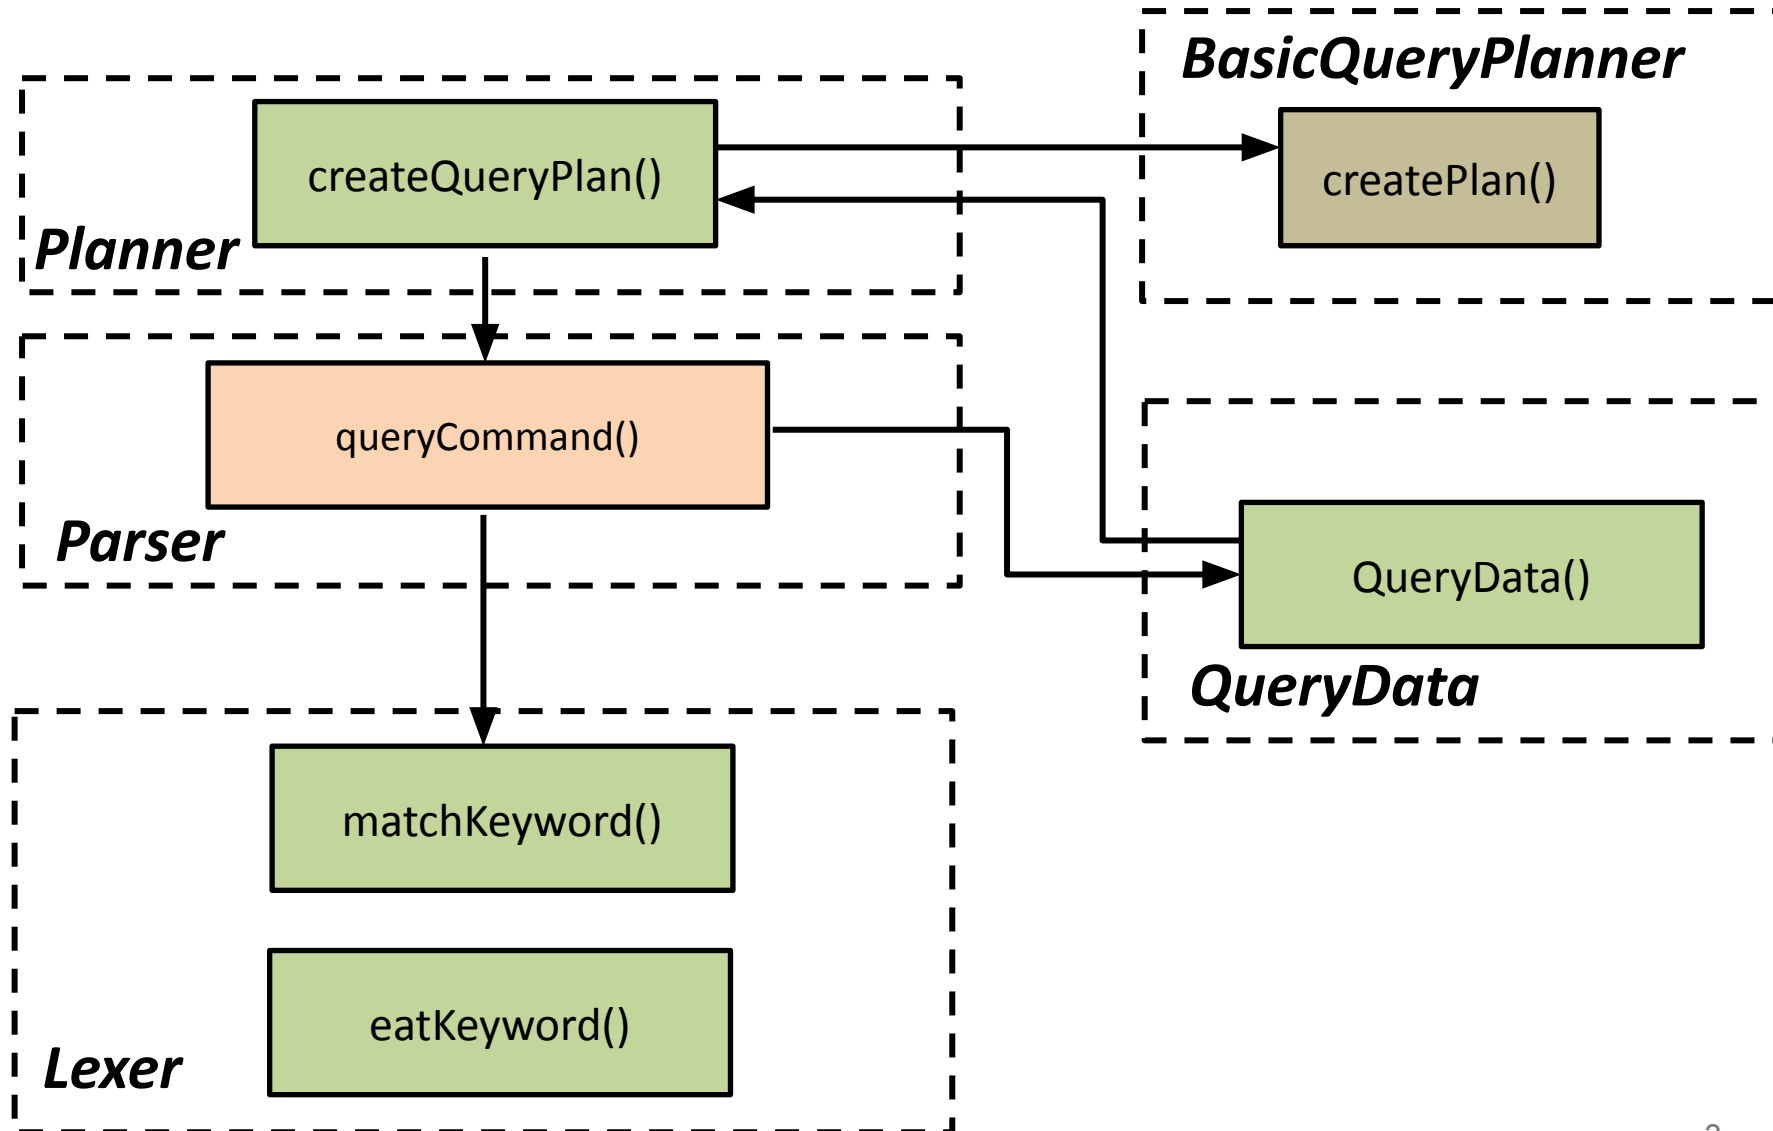 BasicQueryPlanner
createQueryPlan()
createPlan()
Planner
queryCommand()
Parser
QueryData()
QueryData
matchKeyword()
eatKeyword()
Lexer